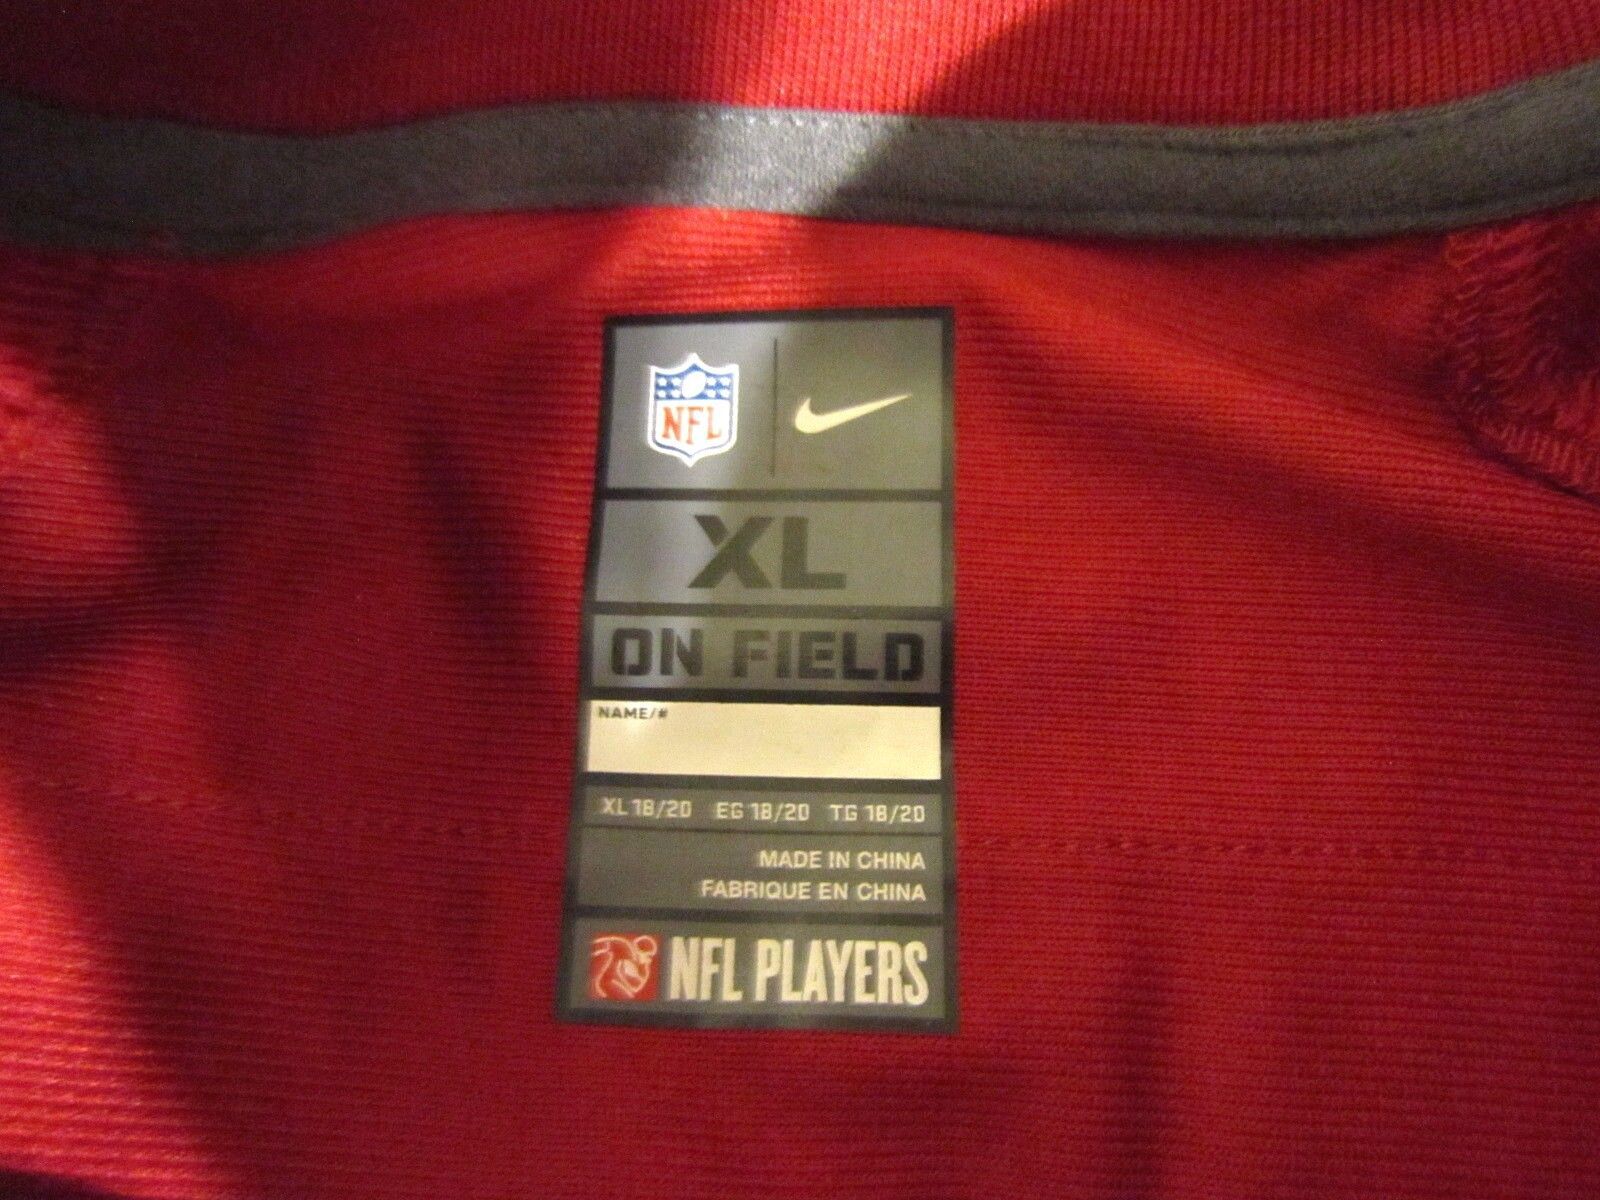 NFL
XL
ON FIELD
NAME/#
XL 18/20 EG 18/20 TG 18/20
MADE IN CHINA
FABRIQUE EN CHINA
NFL PLAYERS